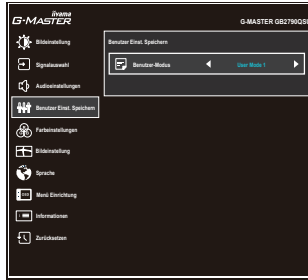 iiyama
G-MASTER
G-MASTER GB2790QSU
Bildeinstellung
Signalauswahl
Audioeinstellungen
Benutzer Einst. Speichern
Farbeinstellungen
Bildeinstellung
Sprache
Menü Einrichtung
Informationen
Zurücksetzen
Benutzer Einst. Speichern
Benutzer-Modus
User Mode 1